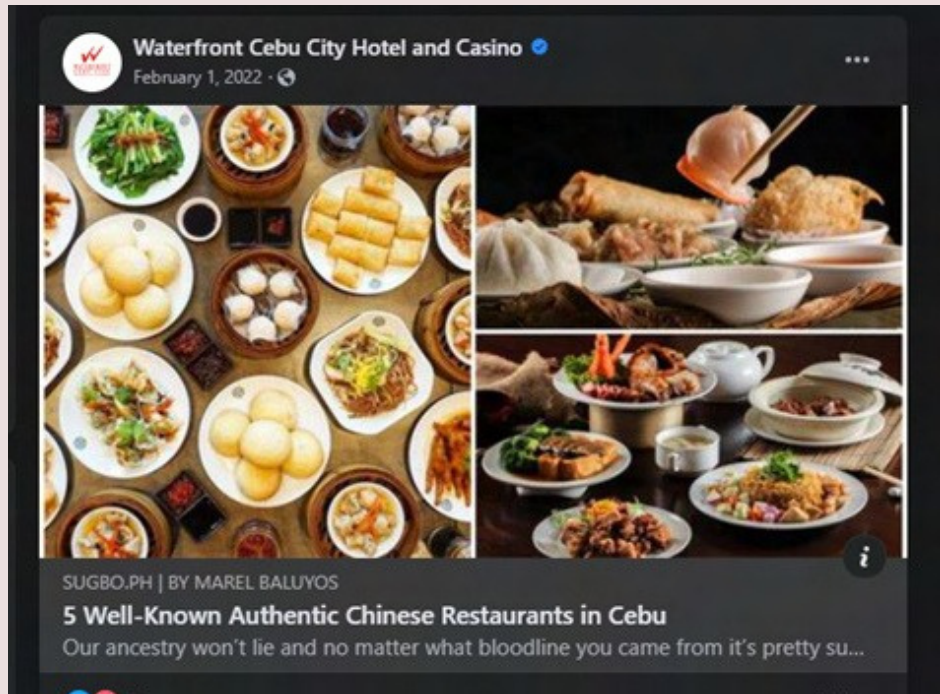 Waterfront Cebu City Hotel and Casino
February 1, 2022 ·
SUGBO.PH | BY MAREL BALUYOS
5 Well-Known Authentic Chinese Restaurants in Cebu
Our ancestry won't lie and no matter what bloodline you came from it's pretty su...